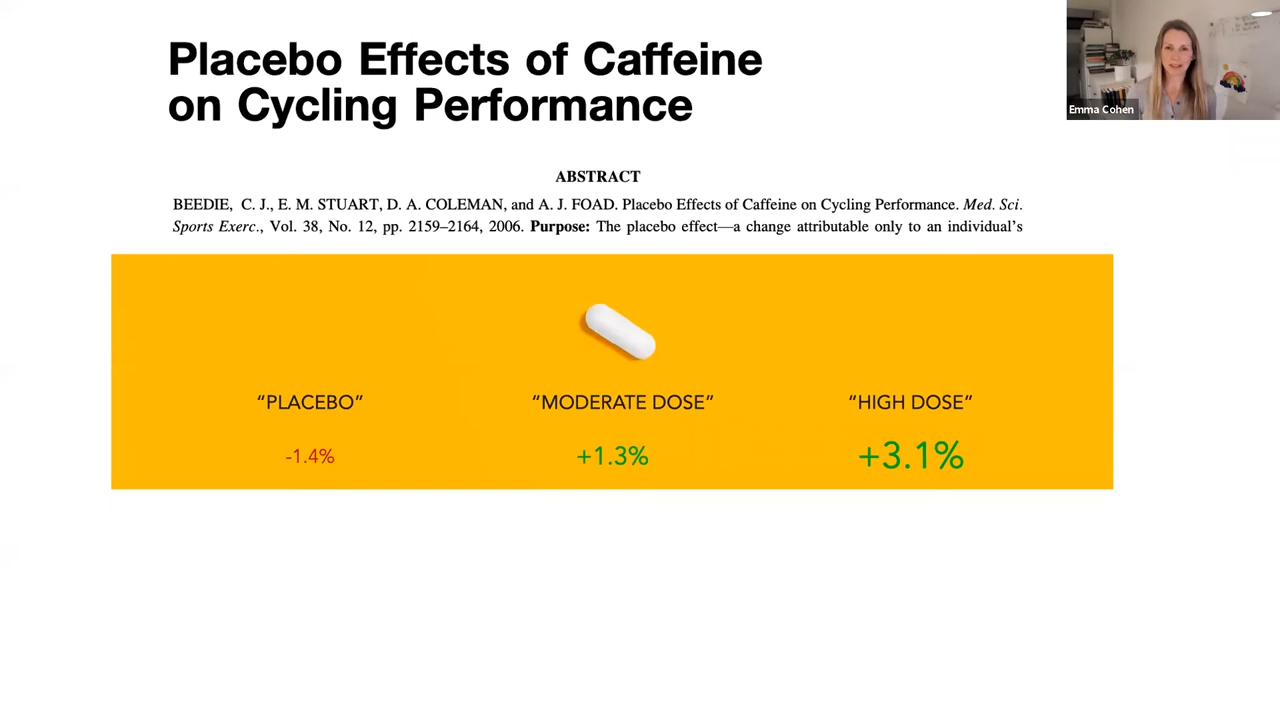 Placebo Effects of Caffeine
on Cycling Performance
Emma Cohen
ABSTRACT
BEEDIE, C. J., E. M. STUART, D. A. COLEMAN, and A. J. FOAD. Placebo Effects of Caffeine on Cycling Performance. Med. Sci.
Sports Exerc., Vol. 38, No. 12, pp. 2159–2164, 2006. Purpose: The placebo effect—a change attributable only to an individual's
“PLACEBO”
“MODERATE DOSE”
“HIGH DOSE”
-1.4%
+1.3%
+3.1%